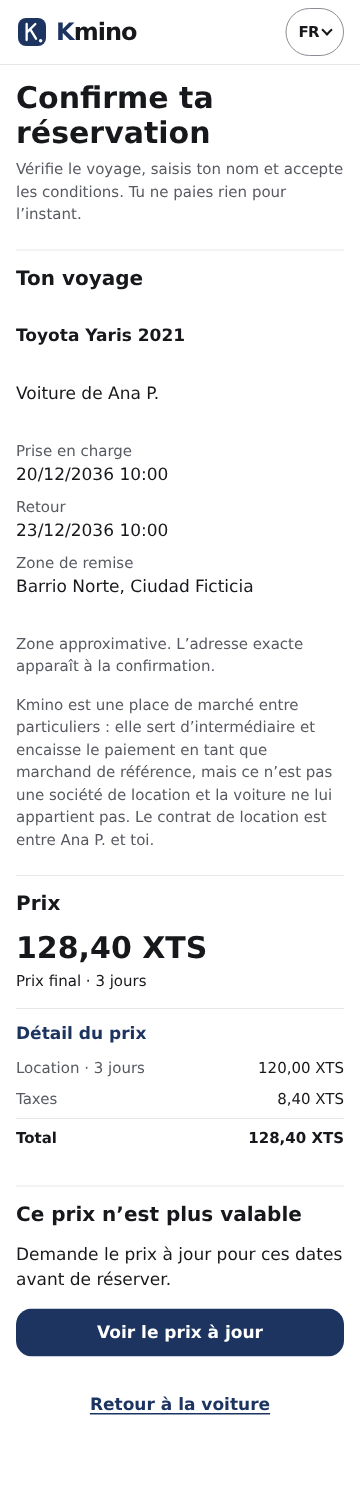 K. Kmino
FR
Confirme ta
réservation
Vérifie le voyage, saisis ton nom et accepte
les conditions. Tu ne paies rien pour
l’instant.
Ton voyage
Toyota Yaris 2021
Voiture de Ana P.
Prise en charge
20/12/2036 10:00
Retour
23/12/2036 10:00
Zone de remise
Barrio Norte, Ciudad Ficticia
Zone approximative. L’adresse exacte
apparaît à la confirmation.
Kmino est une place de marché entre
particuliers : elle sert d’intermédiaire et
encaisse le paiement en tant que
marchand de référence, mais ce n’est pas
une société de location et la voiture ne lui
appartient pas. Le contrat de location est
entre Ana P. et toi.
Prix
128,40 XTS
Prix final · 3 jours
Détail du prix
Location · 3 jours 120,00 XTS
Taxes 8,40 XTS
Total 128,40 XTS
Ce prix n’est plus valable
Demande le prix à jour pour ces dates
avant de réserver.
Voir le prix à jour
Retour à la voiture